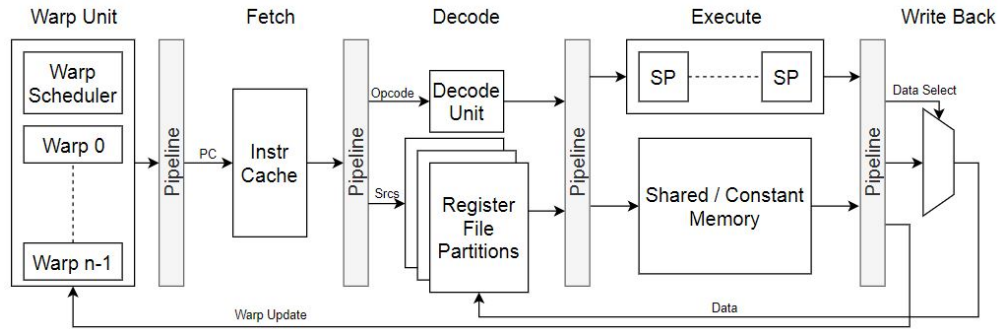 Warp Unit
Fetch
Decode
Execute
Write Back
Warp
Scheduler
Warp 0
Warp n-1
Pipeline
PC
Instr
Cache
Pipeline
Opcode
Srcs
Decode
Unit
Register
File
Partitions
Pipeline
SP
SP
Shared / Constant
Memory
Pipeline
Data Select
Data
Warp Update